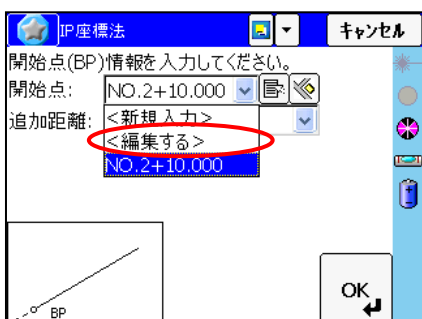 IP座標法 キャンセル
開始点(BP)情報を入力してください。
開始点: NO.2+10.000
追加距離: <新規入力>
<編集する>
NO.2+10.000
BP
OK